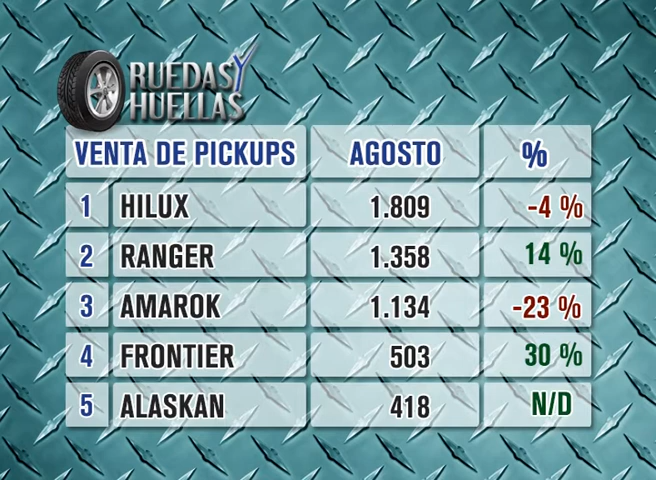 RUEDAS Y
HUELLAS
VENTA DE PICKUPS AGOSTO %
1 HILUX 1.809 -4 %
2 RANGER 1.358 14 %
3 AMAROK 1.134 -23 %
4 FRONTIER 503 30 %
5 ALASKAN 418 N/D